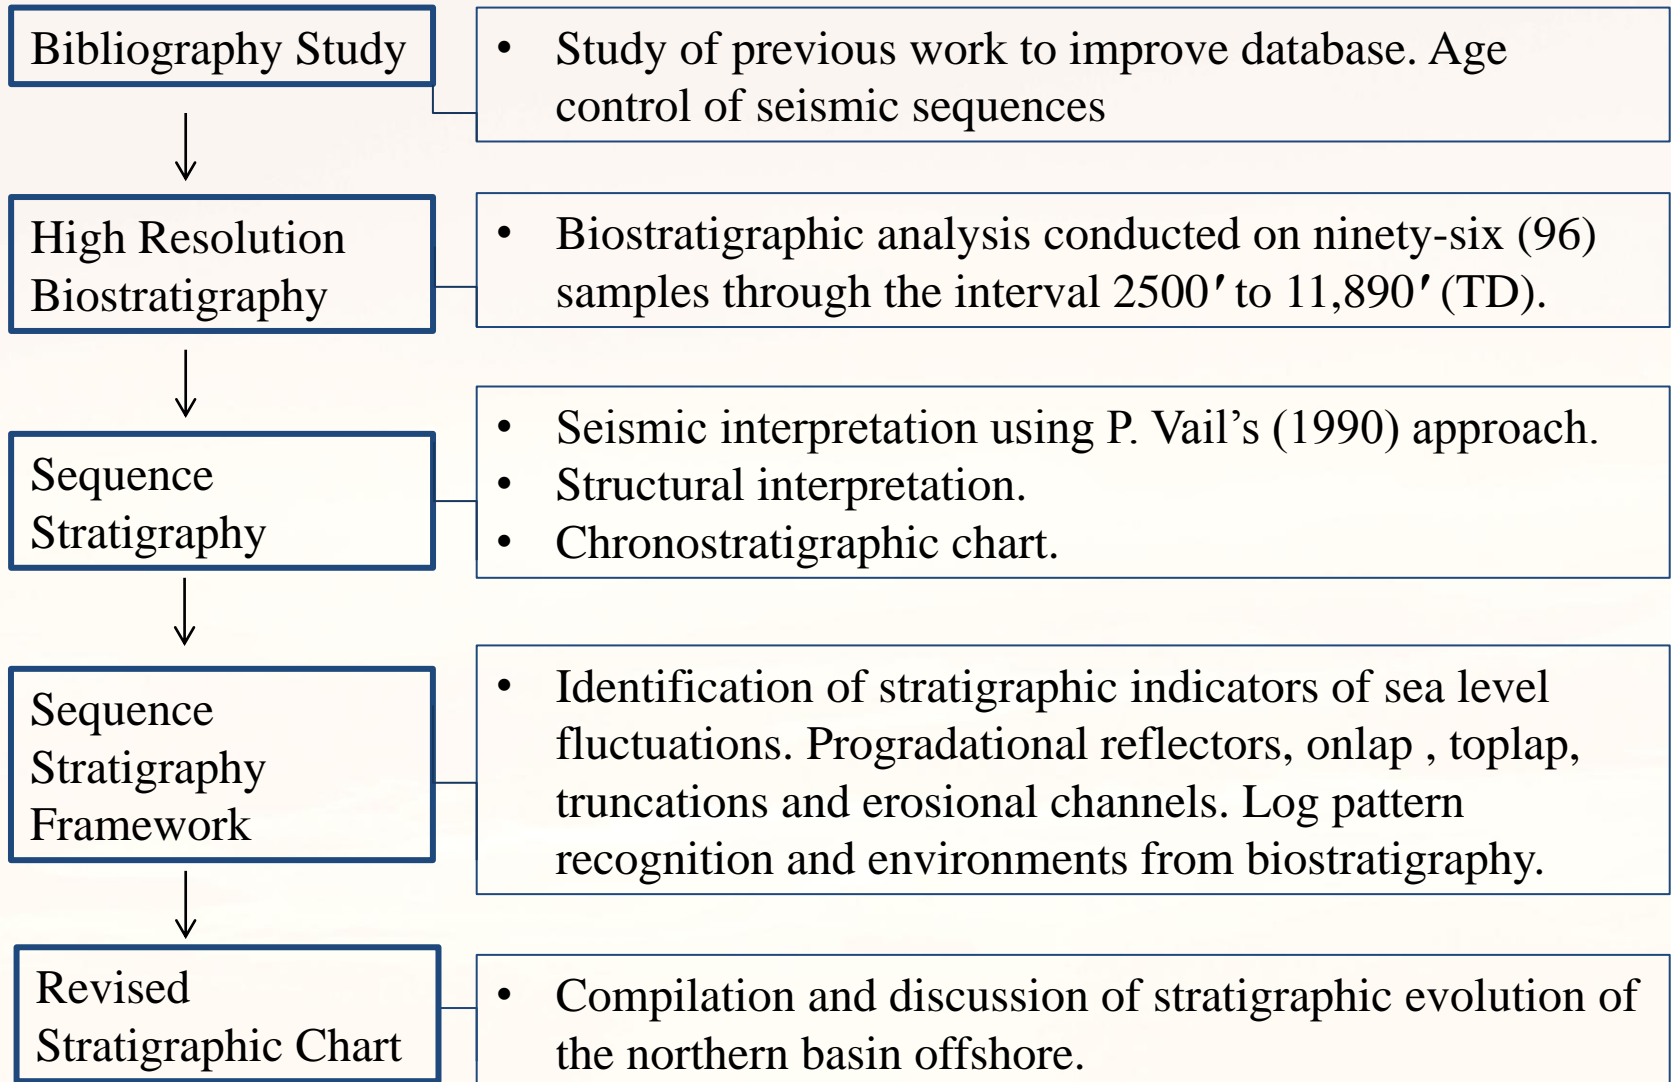 Bibliography Study
• Study of previous work to improve database. Age
control of seismic sequences
High Resolution
Biostratigraphy
• Biostratigraphic analysis conducted on ninety-six (96)
samples through the interval 2500′ to 11,890′ (TD).
Sequence
Stratigraphy
• Seismic interpretation using P. Vail’s (1990) approach.
• Structural interpretation.
• Chronostratigraphic chart.
Sequence
Stratigraphy
Framework
• Identification of stratigraphic indicators of sea level
fluctuations. Progradational reflectors, onlap , toplap,
truncations and erosional channels. Log pattern
recognition and environments from biostratigraphy.
Revised
Stratigraphic Chart
• Compilation and discussion of stratigraphic evolution of
the northern basin offshore.